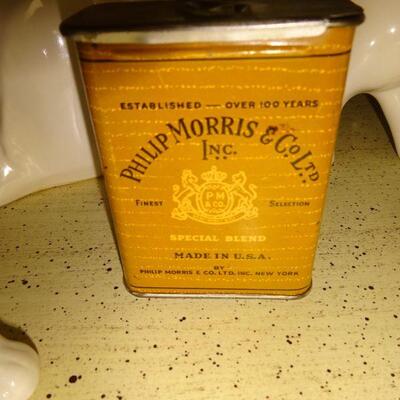 ESTABLISHED — OVER 100 YEARS
PHILIP MORRIS & CO. LTD.
INC.
P M
& CO.
FINEST SELECTION
SPECIAL BLEND
MADE IN U.S.A.
BY
PHILIP MORRIS & CO. LTD. INC. NEW YORK